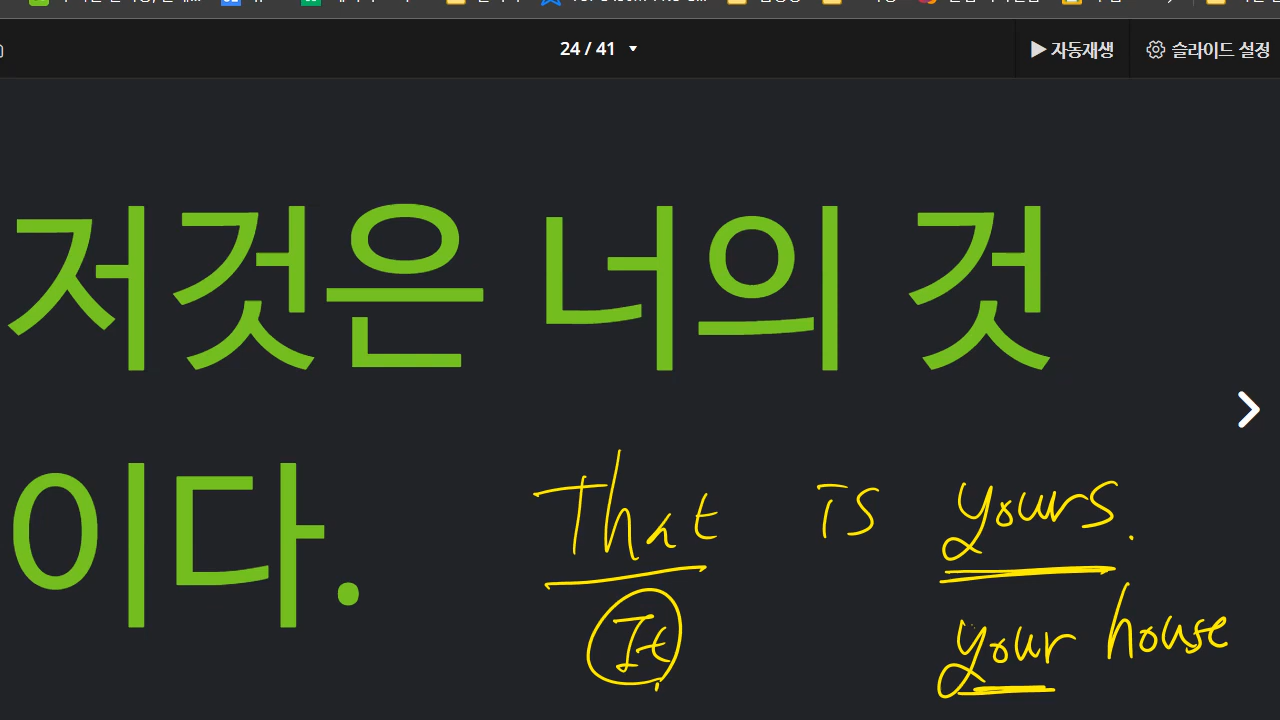 24 / 41
자동재생
슬라이드 설정
저것은 너의 것
이다.
That is yours.
It
your house